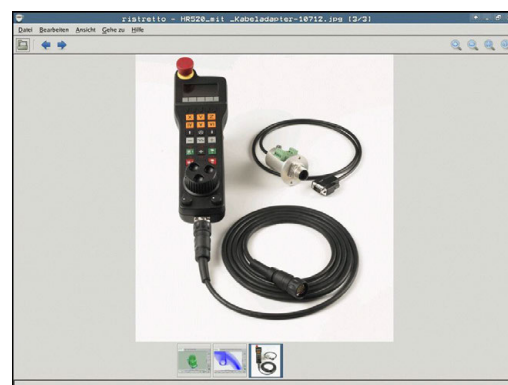 ristretto - HR520_mit _Kabeladapter-10712.jpg [3/3]
Datei Bearbeiten Ansicht Gehe zu Hilfe